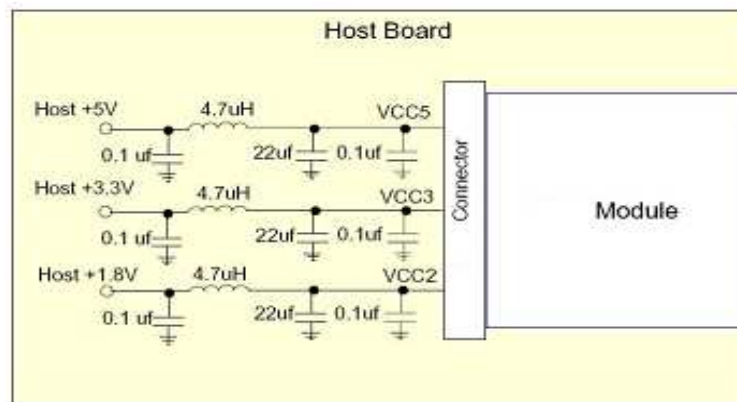 Host Board
Host +5V
4.7uH
VCC5
0.1 uf
22uf
0.1uf
Host +3.3V
4.7uH
VCC3
0.1 uf
22uf
0.1uf
Host +1.8V
4.7uH
VCC2
0.1 uf
22uf
0.1uf
Connector
Module